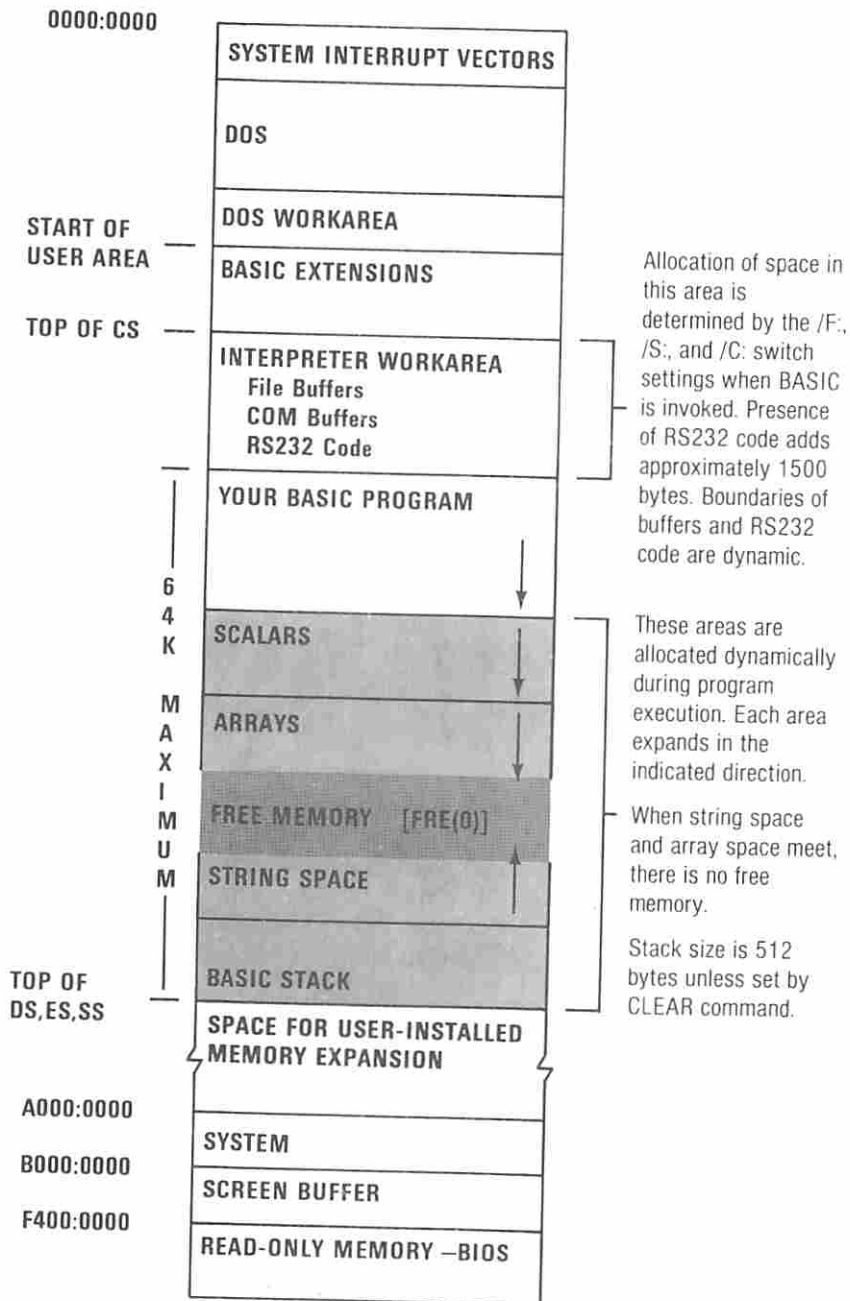 0000:0000
SYSTEM INTERRUPT VECTORS
DOS
DOS WORKAREA
START OF
USER AREA
BASIC EXTENSIONS
TOP OF CS
INTERPRETER WORKAREA
File Buffers
COM Buffers
RS232 Code
Allocation of space in
this area is
determined by the /F:,
/S:, and /C: switch
settings when BASIC
is invoked. Presence
of RS232 code adds
approximately 1500
bytes. Boundaries of
buffers and RS232
code are dynamic.
YOUR BASIC PROGRAM
64K MAXIMUM
SCALARS
ARRAYS
FREE MEMORY [FRE(0)]
STRING SPACE
BASIC STACK
These areas are
allocated dynamically
during program
execution. Each area
expands in the
indicated direction.
When string space
and array space meet,
there is no free
memory.
Stack size is 512
bytes unless set by
CLEAR command.
TOP OF
DS,ES,SS
SPACE FOR USER-INSTALLED
MEMORY EXPANSION
A000:0000
SYSTEM
B000:0000
SCREEN BUFFER
F400:0000
READ-ONLY MEMORY –BIOS